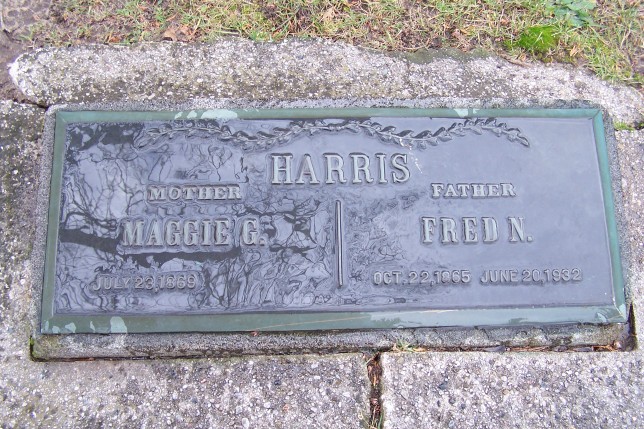 HARRIS
MOTHER FATHER
MAGGIE G. FRED N.
JULY 23, 1869 OCT. 22, 1865 JUNE 20, 1932